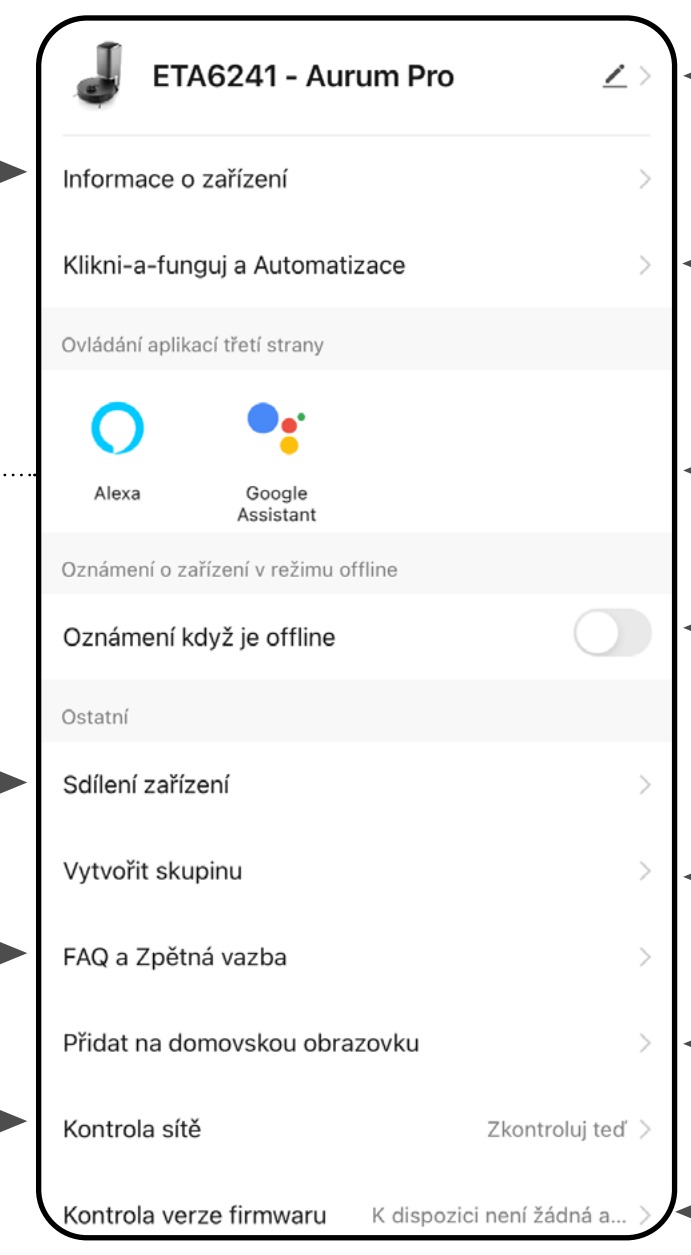 ETA6241 - Aurum Pro
Informace o zařízení
Klikni-a-funguj a Automatizace
Ovládání aplikací třetí strany
Alexa
Google
Assistant
Oznámení o zařízení v režimu offline
Oznámení když je offline
Ostatní
Sdílení zařízení
Vytvořit skupinu
FAQ a Zpětná vazba
Přidat na domovskou obrazovku
Kontrola sítě Zkontroluj teď
Kontrola verze firmwaru K dispozici není žádná a...